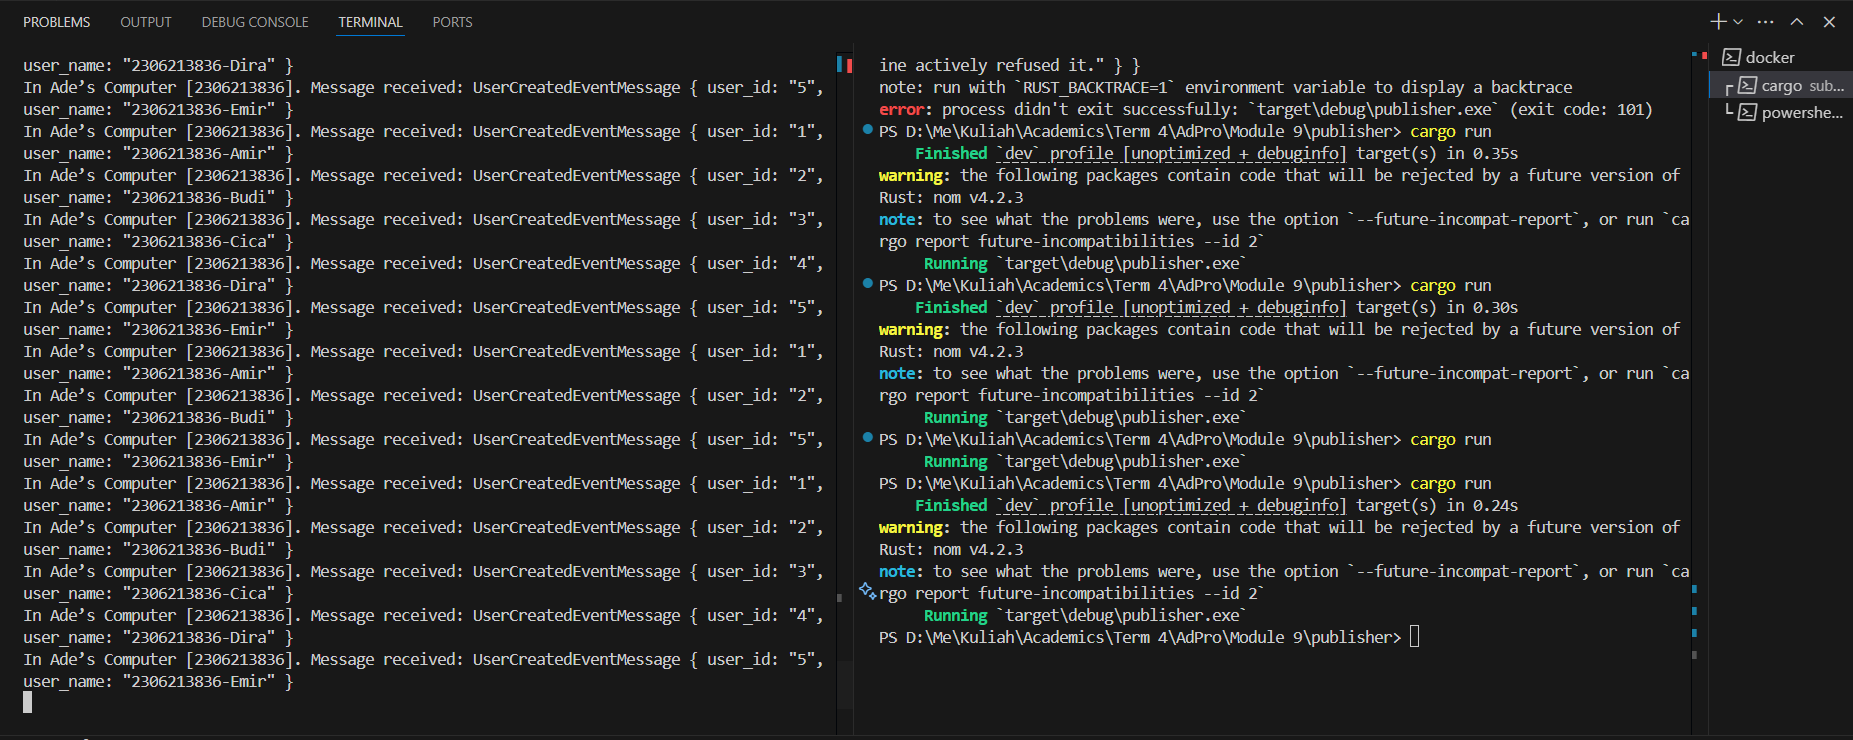 PROBLEMS OUTPUT DEBUG CONSOLE TERMINAL PORTS
user_name: "2306213836-Dira" }
In Ade’s Computer [2306213836]. Message received: UserCreatedEventMessage { user_id: "5",
user_name: "2306213836-Emir" }
In Ade’s Computer [2306213836]. Message received: UserCreatedEventMessage { user_id: "1",
user_name: "2306213836-Amir" }
In Ade’s Computer [2306213836]. Message received: UserCreatedEventMessage { user_id: "2",
user_name: "2306213836-Budi" }
In Ade’s Computer [2306213836]. Message received: UserCreatedEventMessage { user_id: "3",
user_name: "2306213836-Cica" }
In Ade’s Computer [2306213836]. Message received: UserCreatedEventMessage { user_id: "4",
user_name: "2306213836-Dira" }
In Ade’s Computer [2306213836]. Message received: UserCreatedEventMessage { user_id: "5",
user_name: "2306213836-Emir" }
In Ade’s Computer [2306213836]. Message received: UserCreatedEventMessage { user_id: "1",
user_name: "2306213836-Amir" }
In Ade’s Computer [2306213836]. Message received: UserCreatedEventMessage { user_id: "2",
user_name: "2306213836-Budi" }
In Ade’s Computer [2306213836]. Message received: UserCreatedEventMessage { user_id: "5",
user_name: "2306213836-Emir" }
In Ade’s Computer [2306213836]. Message received: UserCreatedEventMessage { user_id: "1",
user_name: "2306213836-Amir" }
In Ade’s Computer [2306213836]. Message received: UserCreatedEventMessage { user_id: "2",
user_name: "2306213836-Budi" }
In Ade’s Computer [2306213836]. Message received: UserCreatedEventMessage { user_id: "3",
user_name: "2306213836-Cica" }
In Ade’s Computer [2306213836]. Message received: UserCreatedEventMessage { user_id: "4",
user_name: "2306213836-Dira" }
In Ade’s Computer [2306213836]. Message received: UserCreatedEventMessage { user_id: "5",
user_name: "2306213836-Emir" }
ine actively refused it." } }
note: run with `RUST_BACKTRACE=1` environment variable to display a backtrace
error: process didn't exit successfully: `target\debug\publisher.exe` (exit code: 101)
PS D:\Me\Kuliah\Academics\Term 4\AdPro\Module 9\publisher> cargo run
Finished `dev` profile [unoptimized + debuginfo] target(s) in 0.35s
warning: the following packages contain code that will be rejected by a future version of
Rust: nom v4.2.3
note: to see what the problems were, use the option `--future-incompat-report`, or run `ca
rgo report future-incompatibilities --id 2`
Running `target\debug\publisher.exe`
PS D:\Me\Kuliah\Academics\Term 4\AdPro\Module 9\publisher> cargo run
Finished `dev` profile [unoptimized + debuginfo] target(s) in 0.30s
warning: the following packages contain code that will be rejected by a future version of
Rust: nom v4.2.3
note: to see what the problems were, use the option `--future-incompat-report`, or run `ca
rgo report future-incompatibilities --id 2`
Running `target\debug\publisher.exe`
PS D:\Me\Kuliah\Academics\Term 4\AdPro\Module 9\publisher> cargo run
Running `target\debug\publisher.exe`
PS D:\Me\Kuliah\Academics\Term 4\AdPro\Module 9\publisher> cargo run
Finished `dev` profile [unoptimized + debuginfo] target(s) in 0.24s
warning: the following packages contain code that will be rejected by a future version of
Rust: nom v4.2.3
note: to see what the problems were, use the option `--future-incompat-report`, or run `ca
rgo report future-incompatibilities --id 2`
Running `target\debug\publisher.exe`
PS D:\Me\Kuliah\Academics\Term 4\AdPro\Module 9\publisher>
docker
cargo sub...
powershe...